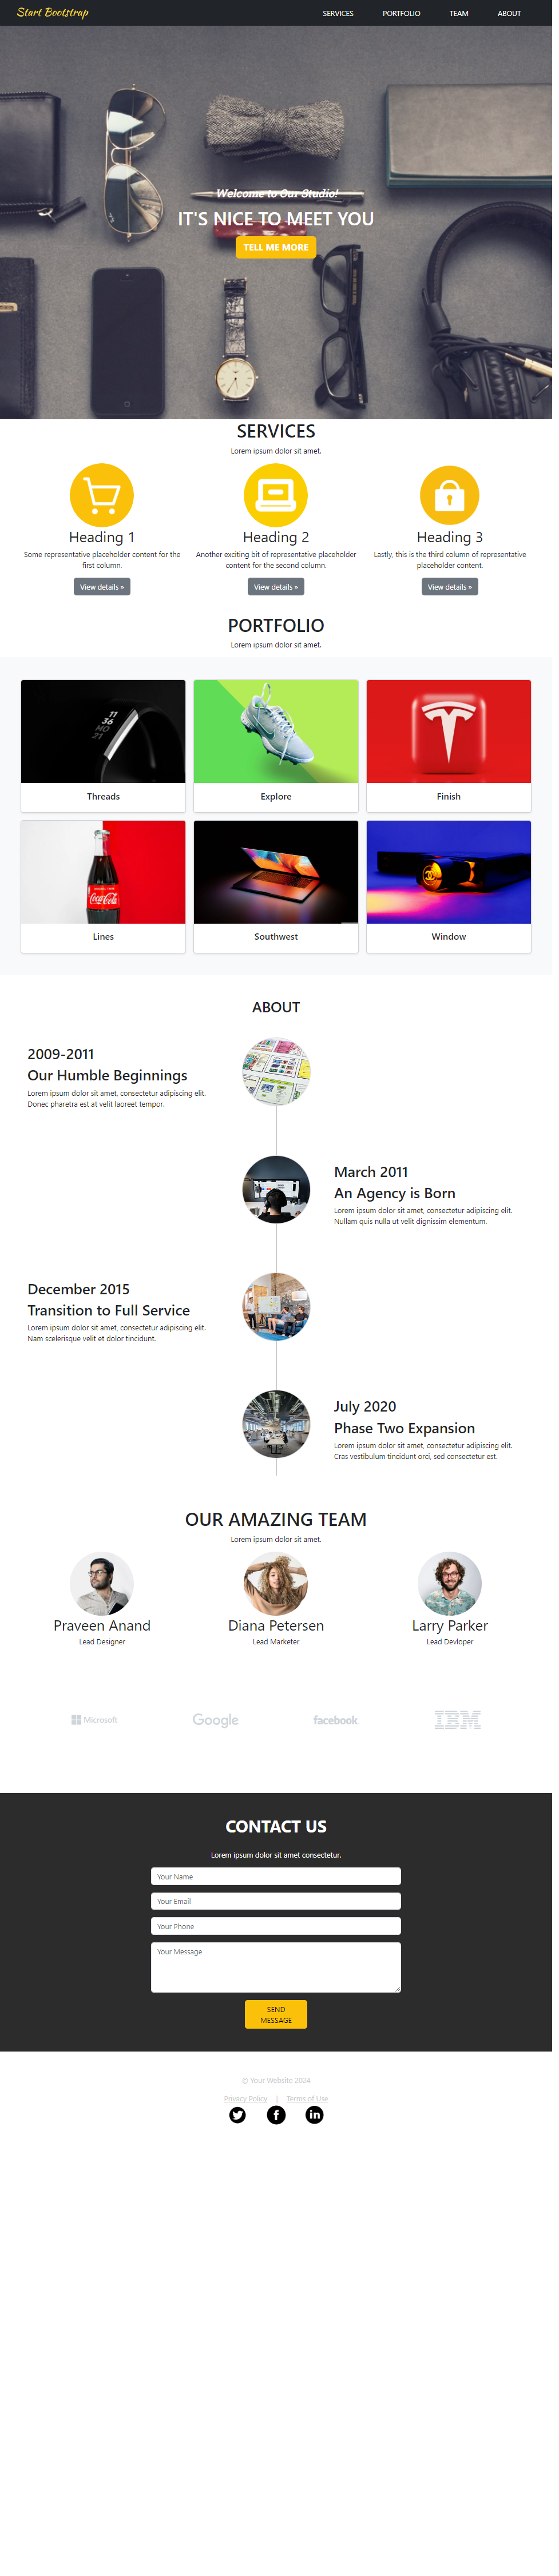 Start Bootstrap
SERVICES
PORTFOLIO
TEAM
ABOUT
Welcome to Our Studio!
IT'S NICE TO MEET YOU
TELL ME MORE
SERVICES
Lorem ipsum dolor sit amet.
Heading 1
Some representative placeholder content for the
first column.
View details »
Heading 2
Another exciting bit of representative placeholder
content for the second column.
View details »
Heading 3
Lastly, this is the third column of representative
placeholder content.
View details »
PORTFOLIO
Lorem ipsum dolor sit amet.
11
36
MO
21
Threads
Explore
Finish
Coca-Cola
Lines
Southwest
Window
ABOUT
2009-2011
Our Humble Beginnings
Lorem ipsum dolor sit amet, consectetur adipiscing elit.
Donec pharetra est at velit laoreet tempor.
March 2011
An Agency is Born
Lorem ipsum dolor sit amet, consectetur adipiscing elit.
Nullam quis nulla ut velit dignissim elementum.
December 2015
Transition to Full Service
Lorem ipsum dolor sit amet, consectetur adipiscing elit.
Nam scelerisque velit et dolor tincidunt.
July 2020
Phase Two Expansion
Lorem ipsum dolor sit amet, consectetur adipiscing elit.
Cras vestibulum tincidunt orci, sed consectetur est.
OUR AMAZING TEAM
Lorem ipsum dolor sit amet.
Praveen Anand
Lead Designer
Diana Petersen
Lead Marketer
Larry Parker
Lead Devloper
Microsoft
Google
facebook
IBM
CONTACT US
Lorem ipsum dolor sit amet consectetur.
Your Name
Your Email
Your Phone
Your Message
SEND
MESSAGE
© Your Website 2024
Privacy Policy | Terms of Use